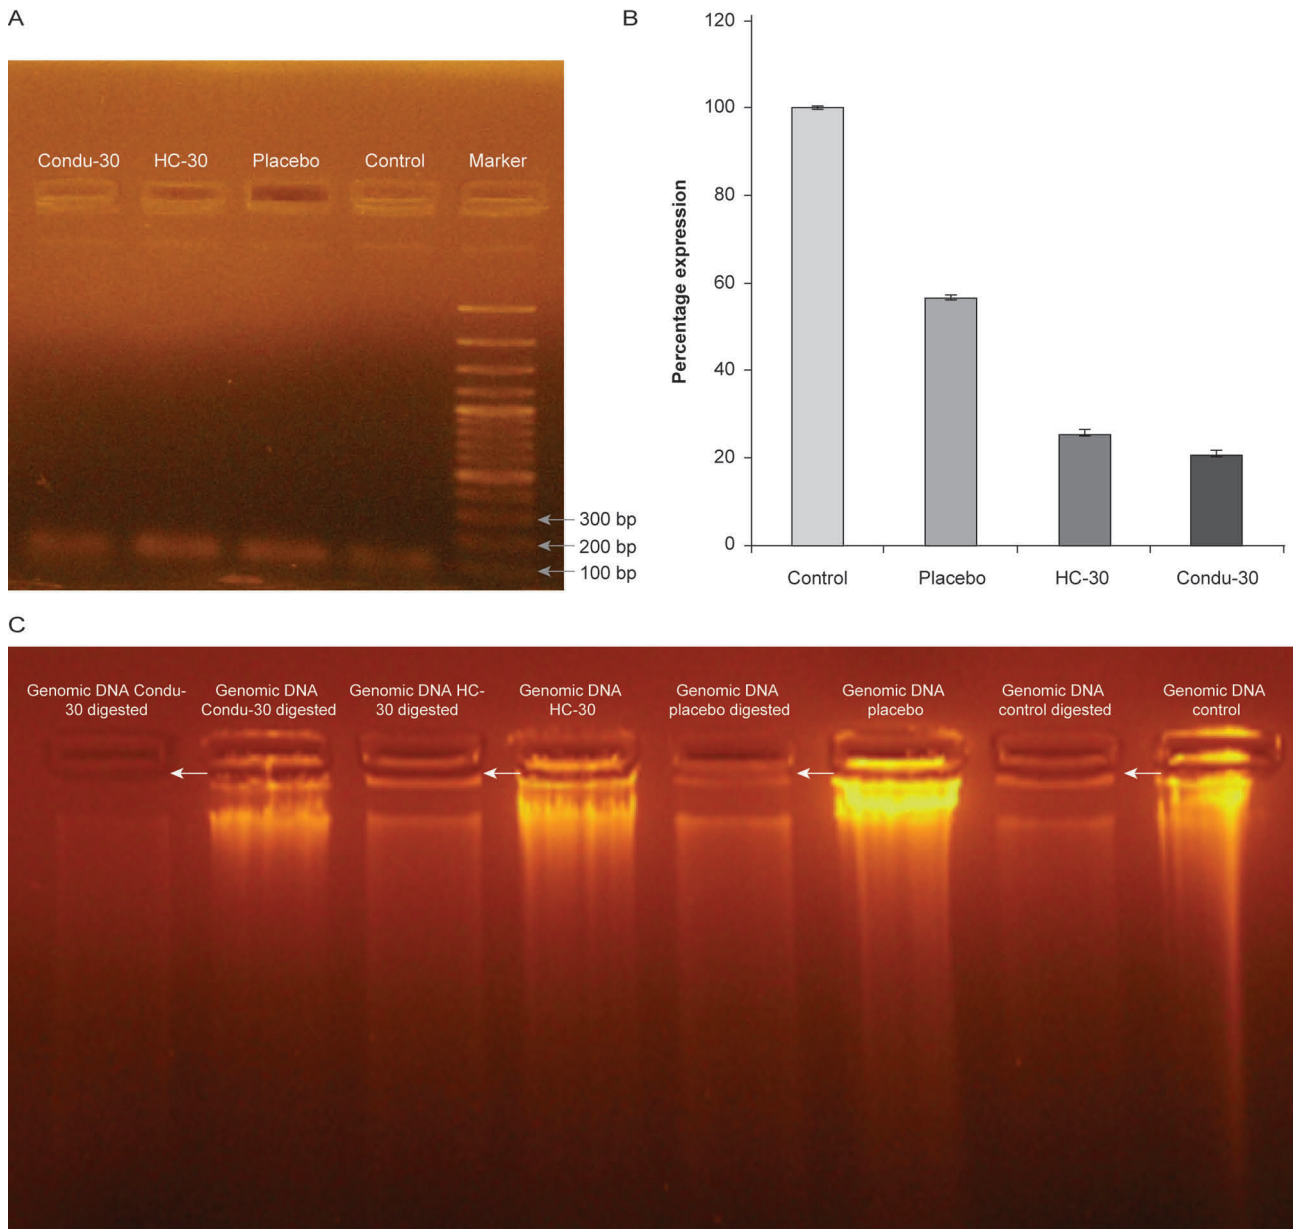 A
Condu-30 HC-30 Placebo Control Marker
300 bp
200 bp
100 bp
B
Percentage expression
120
100
80
60
40
20
0
Control Placebo HC-30 Condu-30
C
Genomic DNA Condu-
30 digested
Genomic DNA
Condu-30 digested
Genomic DNA HC-
30 digested
Genomic DNA
HC-30
Genomic DNA
placebo digested
Genomic DNA
placebo
Genomic DNA
control digested
Genomic DNA
control